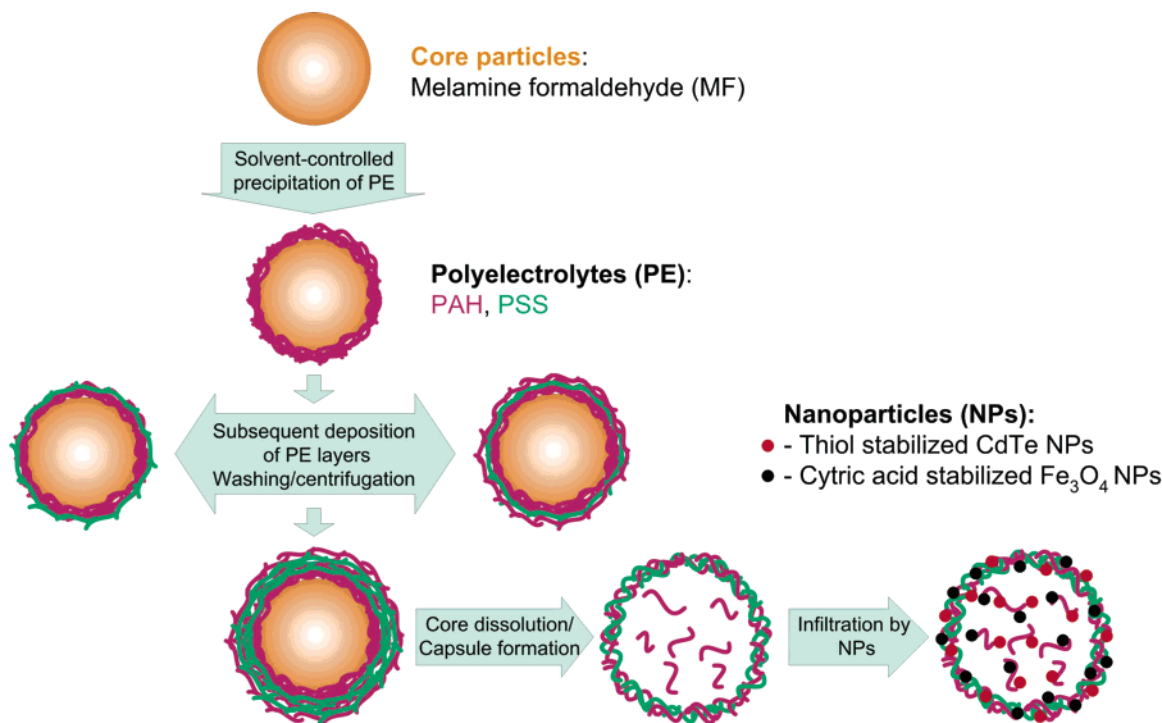 Core particles:
Melamine formaldehyde (MF)
Solvent-controlled
precipitation of PE
Polyelectrolytes (PE):
PAH, PSS
Subsequent deposition
of PE layers
Washing/centrifugation
Nanoparticles (NPs):
- Thiol stabilized CdTe NPs
- Cytric acid stabilized Fe₃O₄ NPs
Core dissolution/
Capsule formation
Infiltration by
NPs